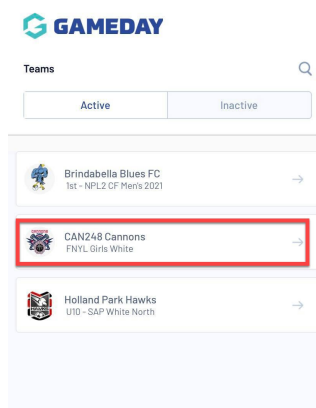 GAMEDAY
Teams
Active Inactive
Brindabella Blues FC
1st - NPL2 CF Men's 2021
CAN248 Cannons
FNYL Girls White
Holland Park Hawks
U10 - SAP White North